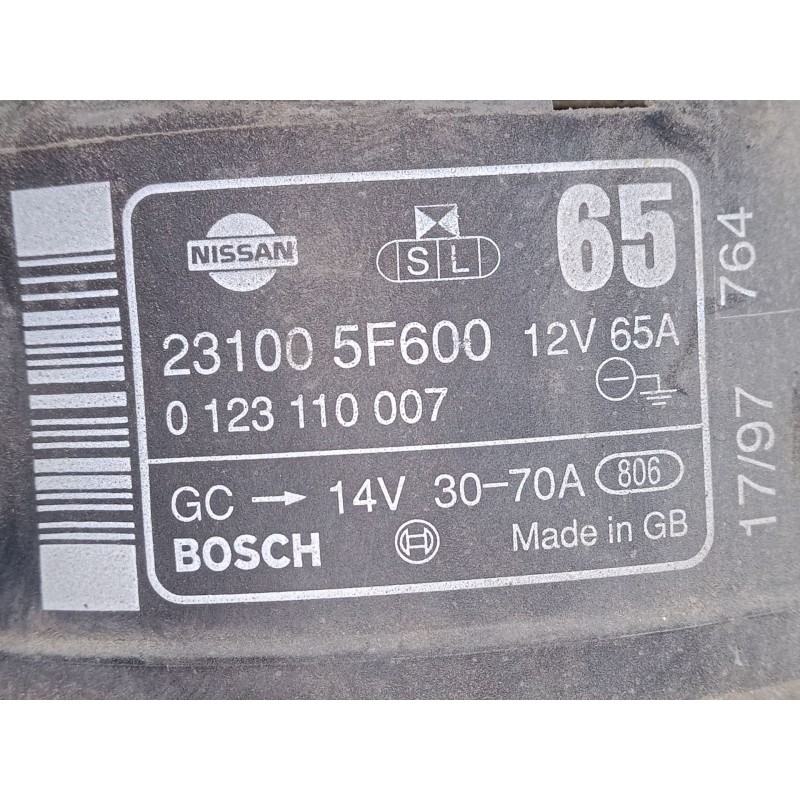 NISSAN
S L
65
23100 5F600 12V 65A
0 123 110 007
GC → 14V 30-70A 806
BOSCH Made in GB
17/97 764